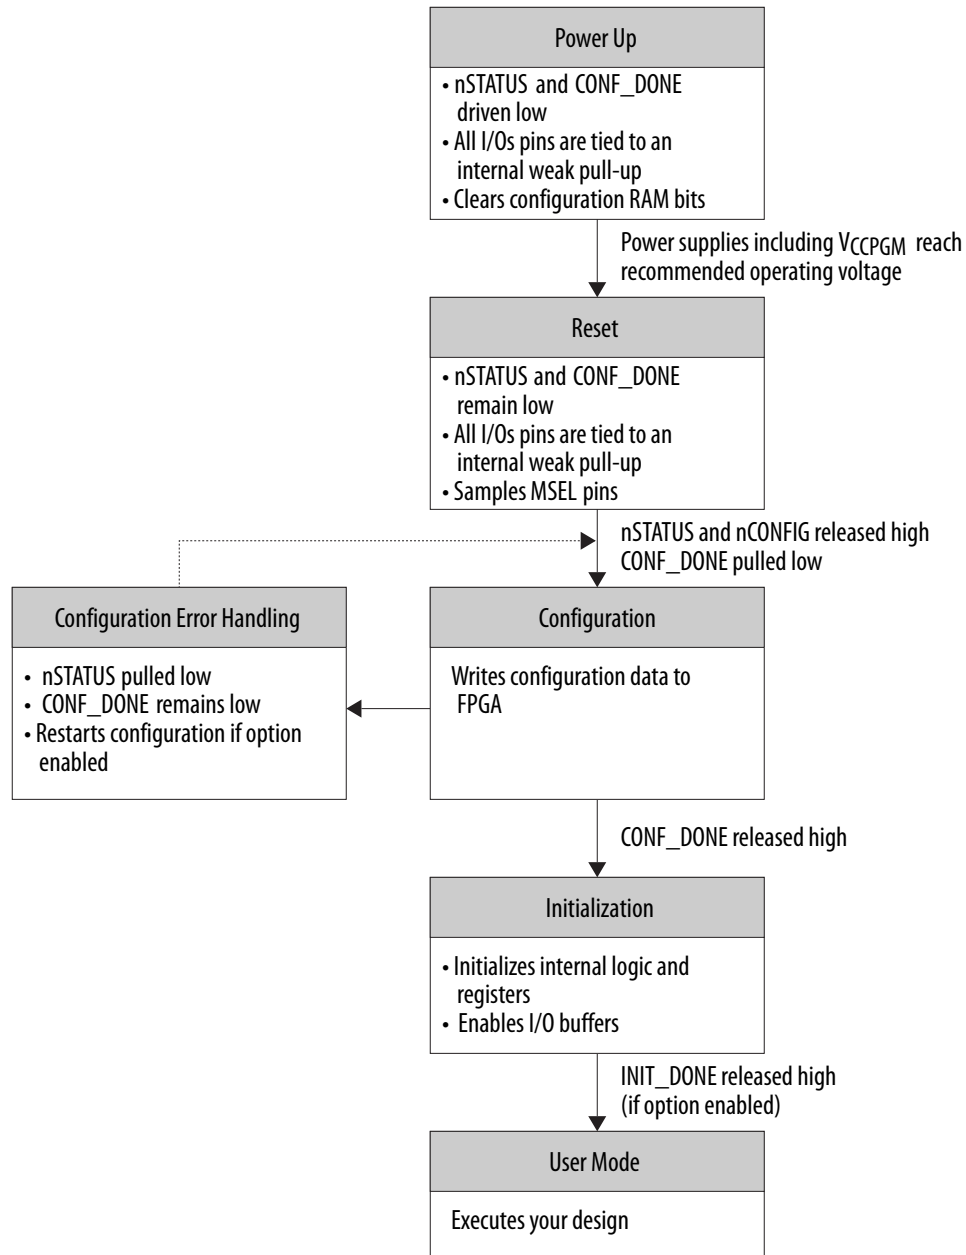 Power Up
• nSTATUS and CONF_DONE
driven low
• All I/Os pins are tied to an
internal weak pull-up
• Clears configuration RAM bits
Power supplies including VCCPGM reach
recommended operating voltage
Reset
• nSTATUS and CONF_DONE
remain low
• All I/Os pins are tied to an
internal weak pull-up
• Samples MSEL pins
nSTATUS and nCONFIG released high
CONF_DONE pulled low
Configuration Error Handling
• nSTATUS pulled low
• CONF_DONE remains low
• Restarts configuration if option
enabled
Configuration
Writes configuration data to
FPGA
CONF_DONE released high
Initialization
• Initializes internal logic and
registers
• Enables I/O buffers
INIT_DONE released high
(if option enabled)
User Mode
Executes your design